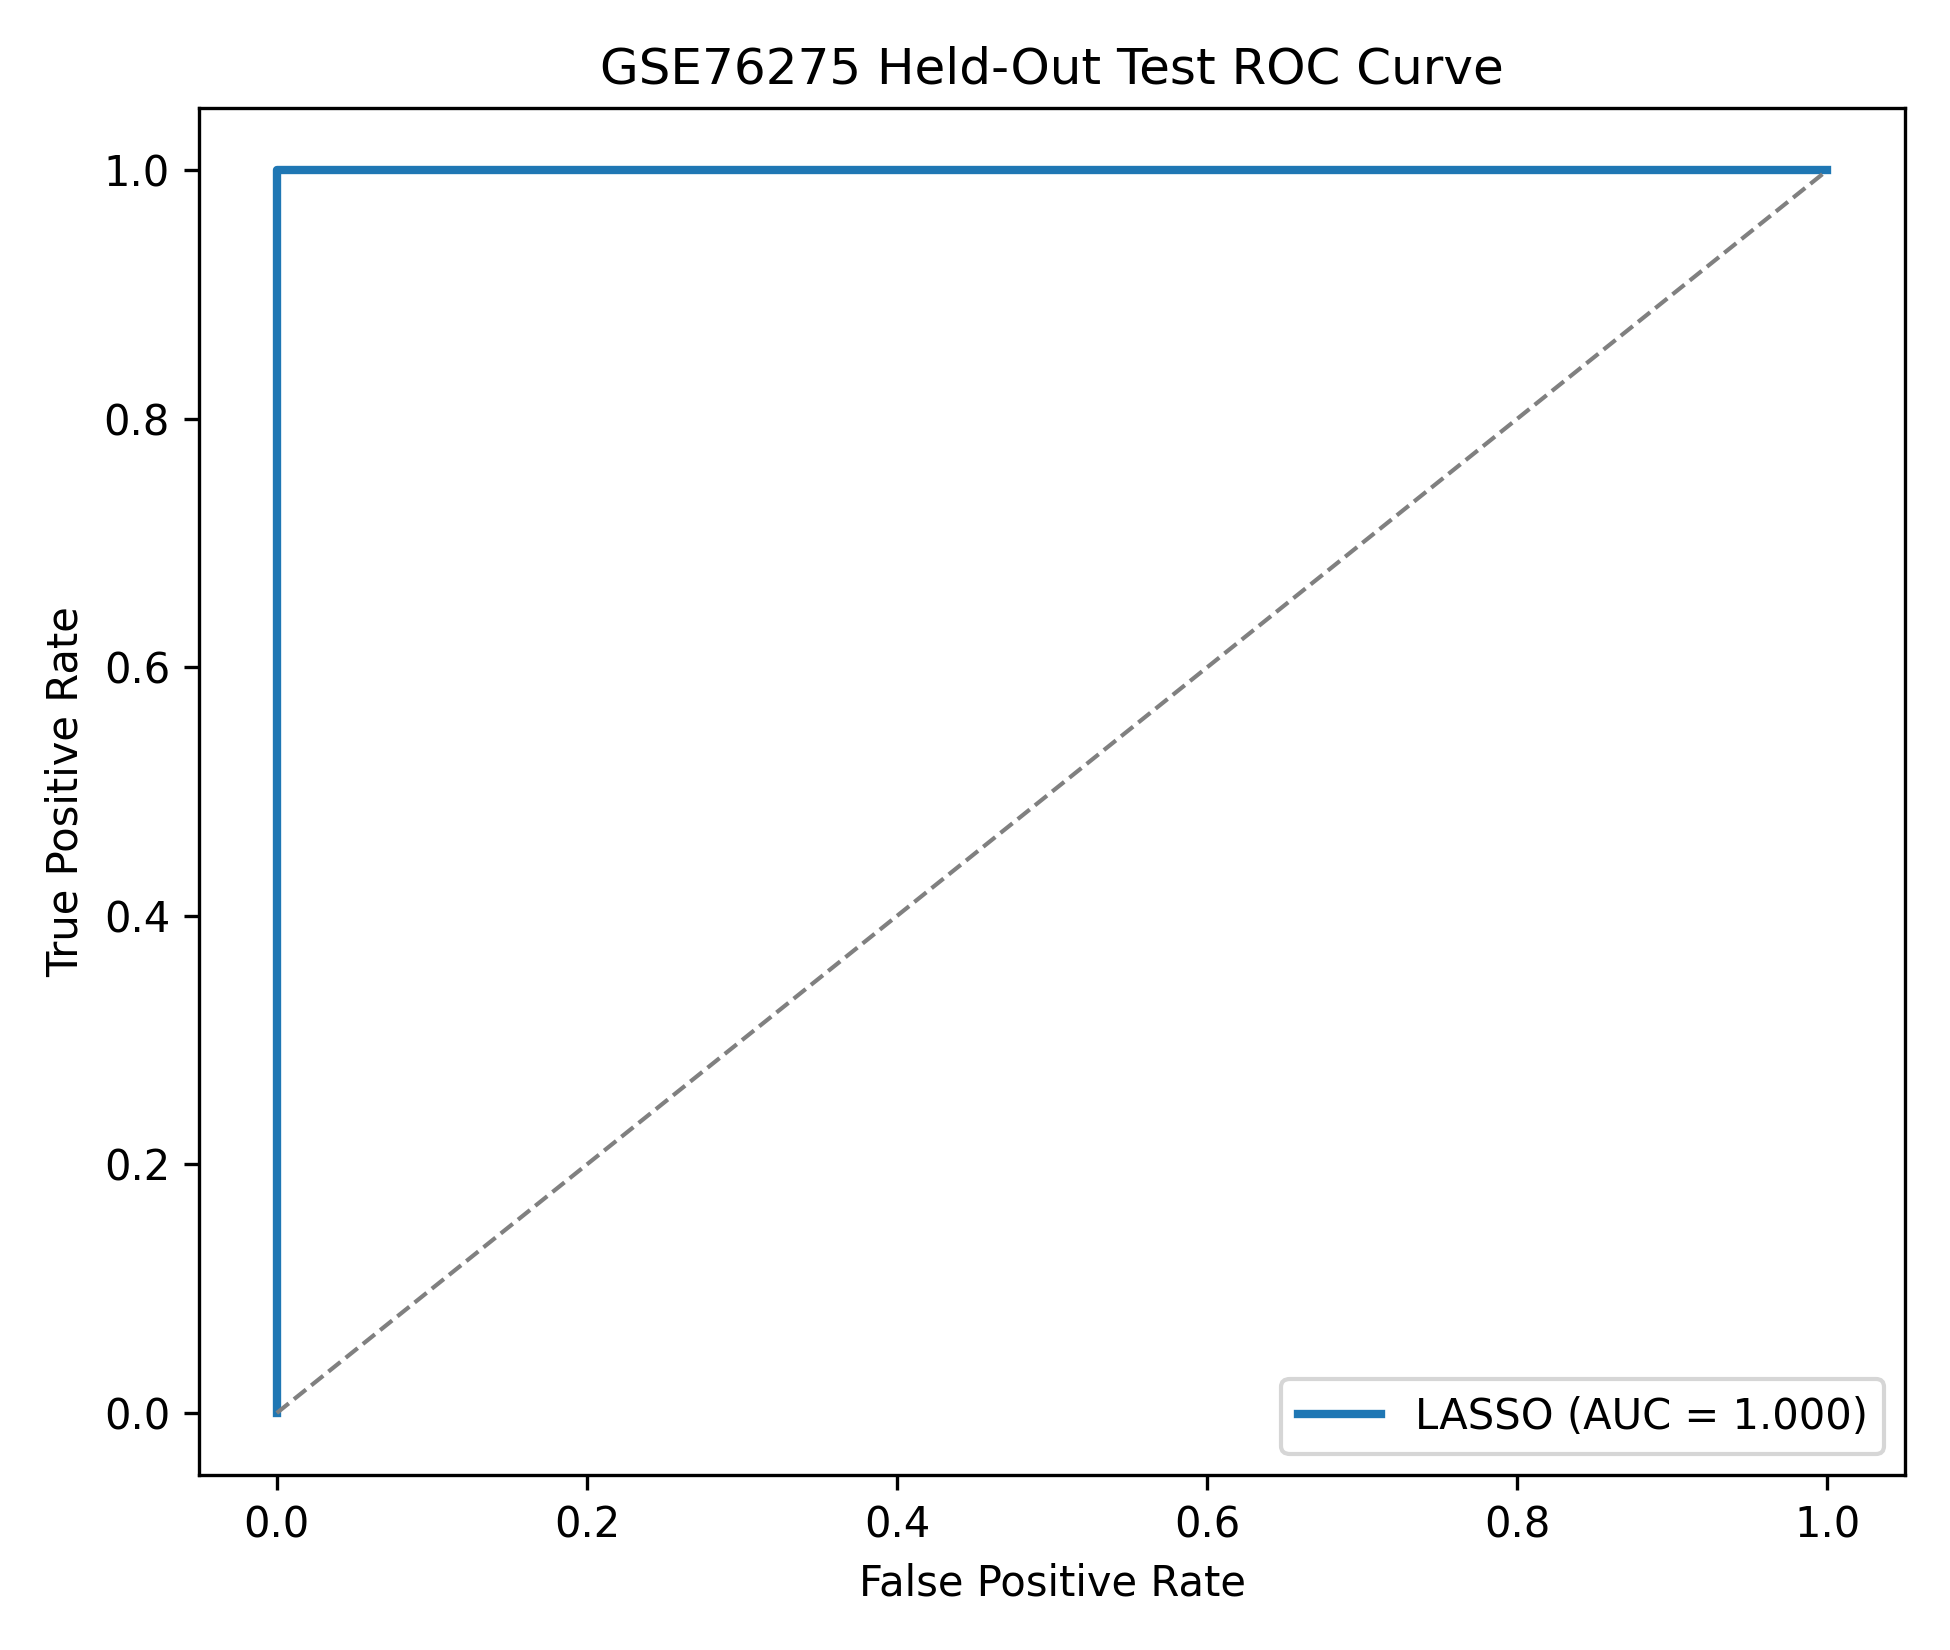 GSE76275 Held-Out Test ROC Curve
1.0
0.8
0.6
0.4
0.2
0.0
True Positive Rate
LASSO (AUC = 1.000)
0.0 0.2 0.4 0.6 0.8 1.0
False Positive Rate